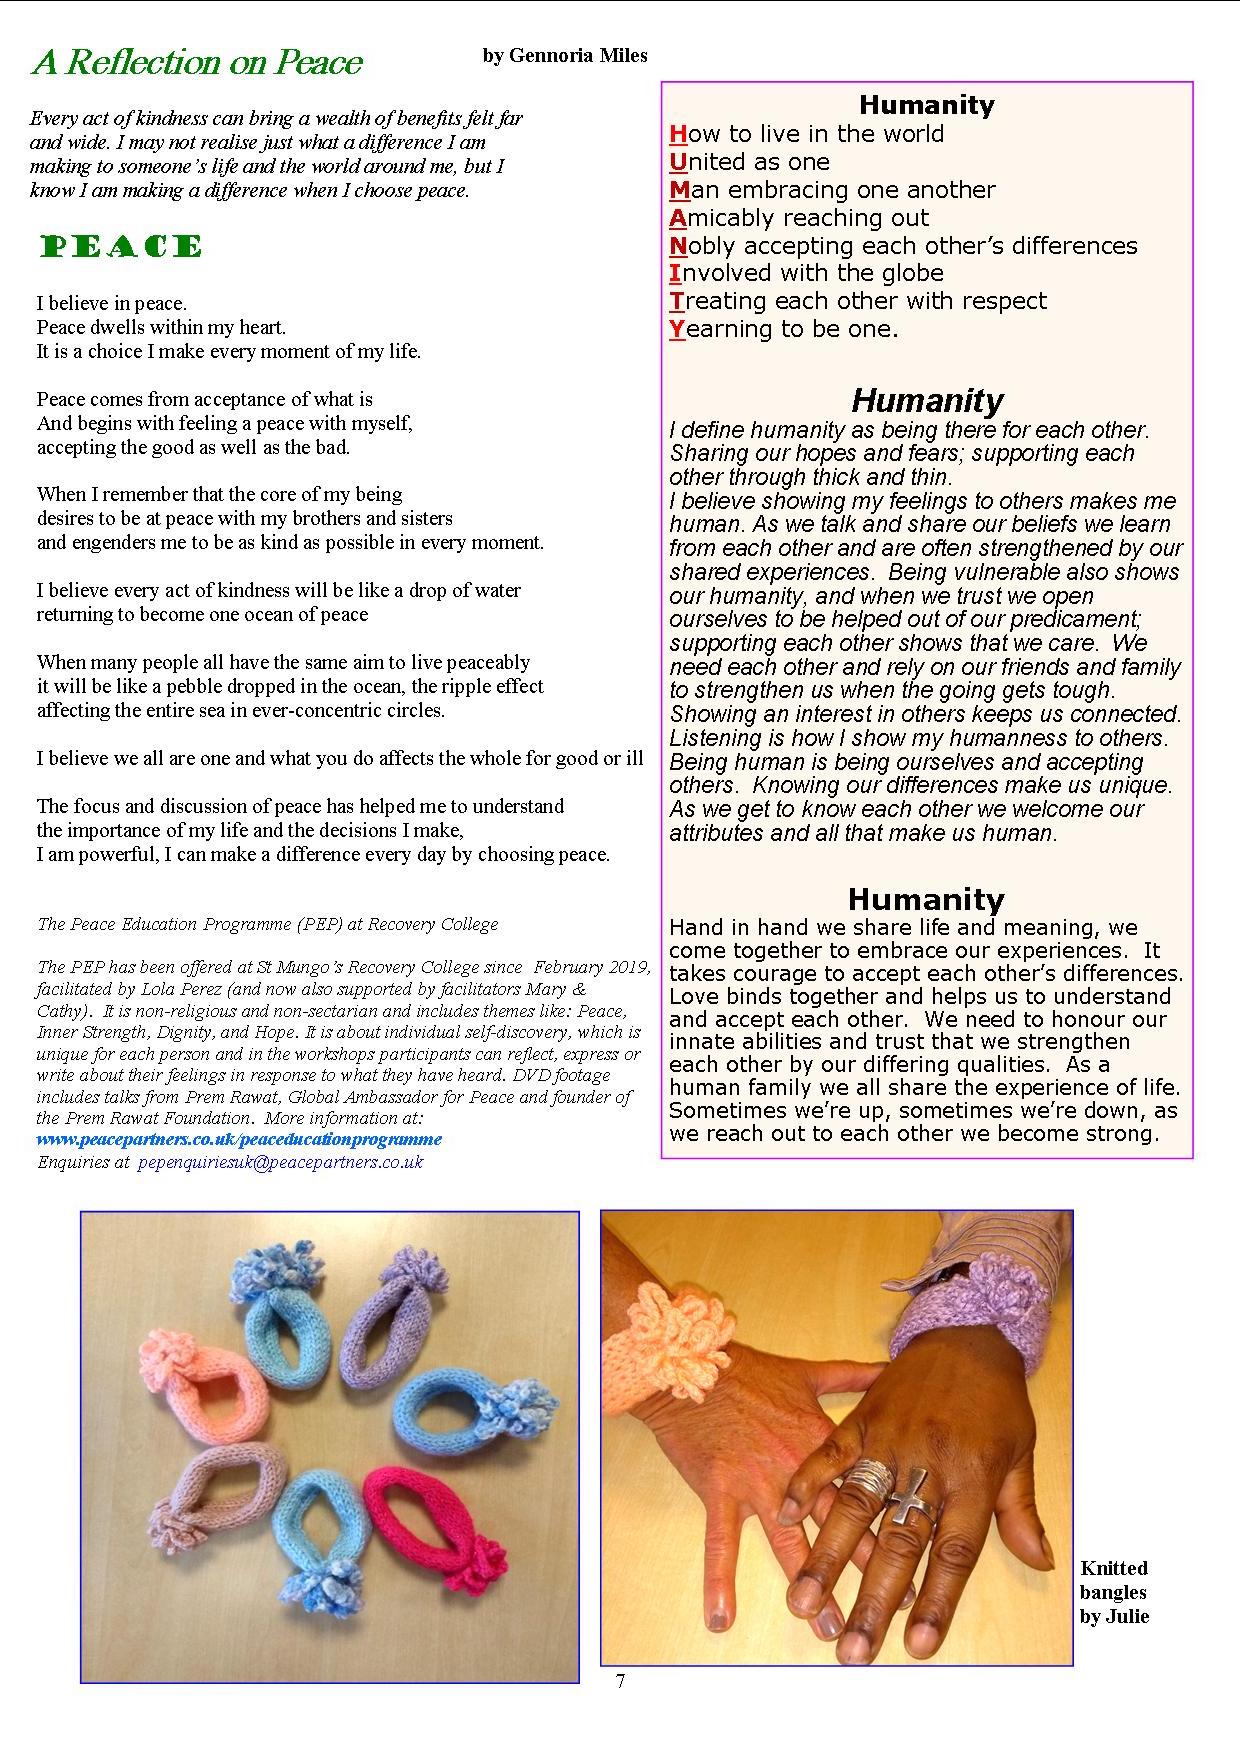 A Reflection on Peace
by Gennoria Miles
Every act of kindness can bring a wealth of benefits felt far
and wide. I may not realise just what a difference I am
making to someone's life and the world around me, but I
know I am making a difference when I choose peace.
PEACE
I believe in peace.
Peace dwells within my heart.
It is a choice I make every moment of my life.
Peace comes from acceptance of what is
And begins with feeling a peace with myself,
accepting the good as well as the bad.
When I remember that the core of my being
desires to be at peace with my brothers and sisters
and engenders me to be as kind as possible in every moment.
I believe every act of kindness will be like a drop of water
returning to become one ocean of peace
When many people all have the same aim to live peaceably
it will be like a pebble dropped in the ocean, the ripple effect
affecting the entire sea in ever-concentric circles.
I believe we all are one and what you do affects the whole for good or ill
The focus and discussion of peace has helped me to understand
the importance of my life and the decisions I make,
I am powerful, I can make a difference every day by choosing peace.
The Peace Education Programme (PEP) at Recovery College
The PEP has been offered at St Mungo's Recovery College since February 2019,
facilitated by Lola Perez (and now also supported by facilitators Mary &
Cathy). It is non-religious and non-sectarian and includes themes like: Peace,
Inner Strength, Dignity, and Hope. It is about individual self-discovery, which is
unique for each person and in the workshops participants can reflect, express or
write about their feelings in response to what they have heard. DVD footage
includes talks from Prem Rawat, Global Ambassador for Peace and founder of
the Prem Rawat Foundation. More information at:
www.peacepartners.co.uk/peaceducationprogramme
Enquiries at pepenquiriesuk@peacepartners.co.uk
Humanity
How to live in the world
United as one
Man embracing one another
Amicably reaching out
Nobly accepting each other's differences
Involved with the globe
Treating each other with respect
Yearning to be one.
Humanity
I define humanity as being there for each other.
Sharing our hopes and fears; supporting each
other through thick and thin.
I believe showing my feelings to others makes me
human. As we talk and share our beliefs we learn
from each other and are often strengthened by our
shared experiences. Being vulnerable also shows
our humanity, and when we trust we open
ourselves to be helped out of our predicament;
supporting each other shows that we care. We
need each other and rely on our friends and family
to strengthen us when the going gets tough.
Showing an interest in others keeps us connected.
Listening is how I show my humanness to others.
Being human is being ourselves and accepting
others. Knowing our differences make us unique.
As we get to know each other we welcome our
attributes and all that make us human.
Humanity
Hand in hand we share life and meaning, we
come together to embrace our experiences. It
takes courage to accept each other's differences.
Love binds together and helps us to understand
and accept each other. We need to honour our
innate abilities and trust that we strengthen
each other by our differing qualities. As a
human family we all share the experience of life.
Sometimes we're up, sometimes we're down, as
we reach out to each other we become strong.
Knitted
bangles
by Julie
7